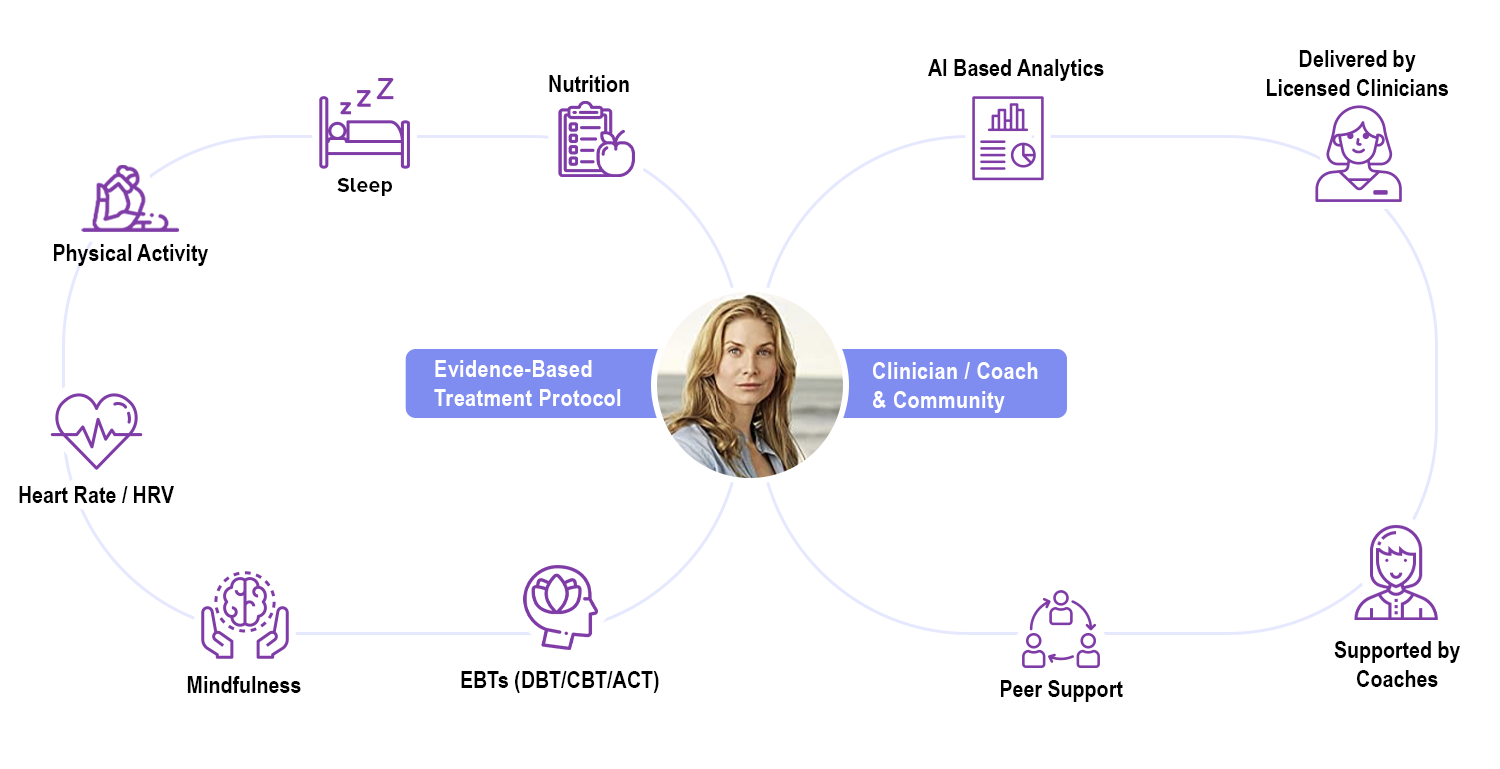 Nutrition
z z Z
Sleep
Physical Activity
Heart Rate / HRV
Mindfulness
EBTs (DBT/CBT/ACT)
Evidence-Based
Treatment Protocol
Clinician / Coach
& Community
AI Based Analytics
Delivered by
Licensed Clinicians
Supported by
Coaches
Peer Support